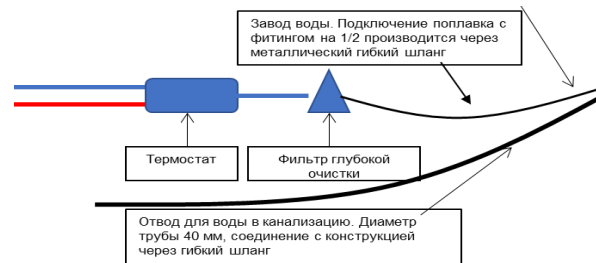 Завод воды. Подключение поплавка с
фитингом на 1/2 производится через
металлический гибкий шланг
Термостат
Фильтр глубокой
очистки
Отвод для воды в канализацию. Диаметр
трубы 40 мм, соединение с конструкцией
через гибкий шланг